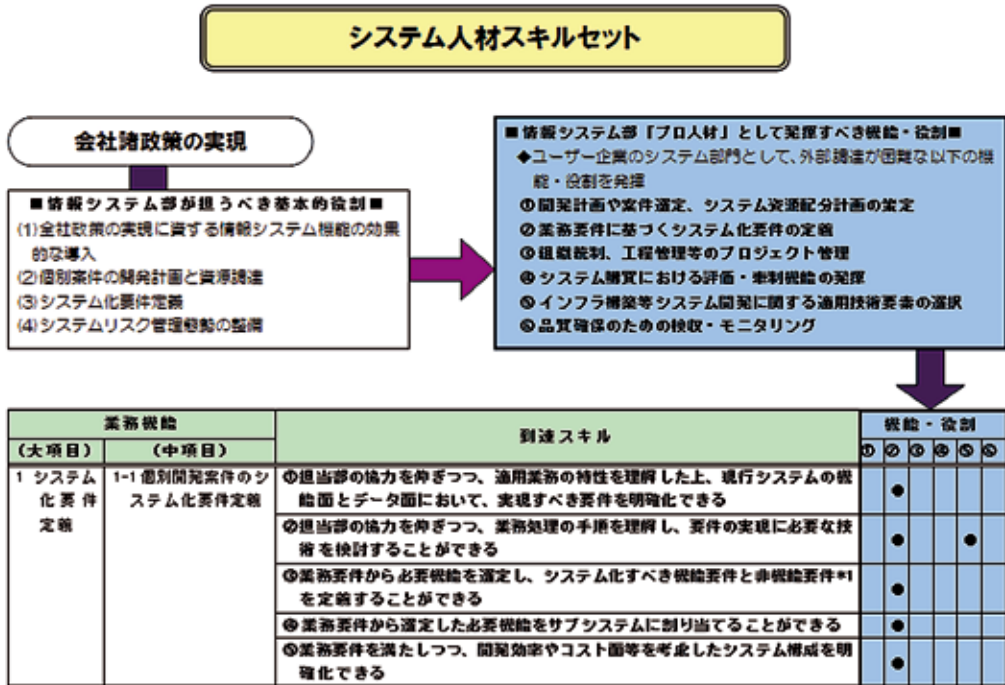 システム人材スキルセット
会社諸政策の実現
■情報システム部が担うべき基本的役割■
(1)会社政策の実現に資する情報システム機能の効果
的な導入
(2)個別案件の開発計画と資源調達
(3)システム化要件定義
(4)システムリスク管理態勢の整備
■情報システム部「プロ人材」として発揮すべき機能・役割■
◆ユーザー企業のシステム部門として、外部調達が困難な以下の機
能・役割を発揮
①開発計画や案件選定、システム資源配分計画の策定
②業務要件に基づくシステム化要件の定義
③組織統制、工程管理等のプロジェクト管理
④システム購買における評価・牽制機能の発揮
⑤インフラ構築等システム開発に関する適用技術要素の選択
⑥品質確保のための検収・モニタリング
業務機能
到達スキル
機能・役割
(大項目)
(中項目)
① ② ③ ④ ⑤ ⑥
1 システム
化要件
定義
1-1個別開発案件のシ
ステム化要件定義
①担当部の協力を仰ぎつつ、適用業務の特性を理解した上、現行システムの機
能面とデータ面において、実現すべき要件を明確化できる
●
②担当部の協力を仰ぎつつ、業務処理の手順を理解し、要件の実現に必要な技
術を検討することができる
● ●
③業務要件から必要機能を選定し、システム化すべき機能要件と非機能要件*1
を定義することができる
●
④業務要件から選定した必要機能をサブシステムに割り当てることができる
●
⑤業務要件を満たしつつ、開発効率やコスト面等を考慮したシステム構成を明
確化できる
●